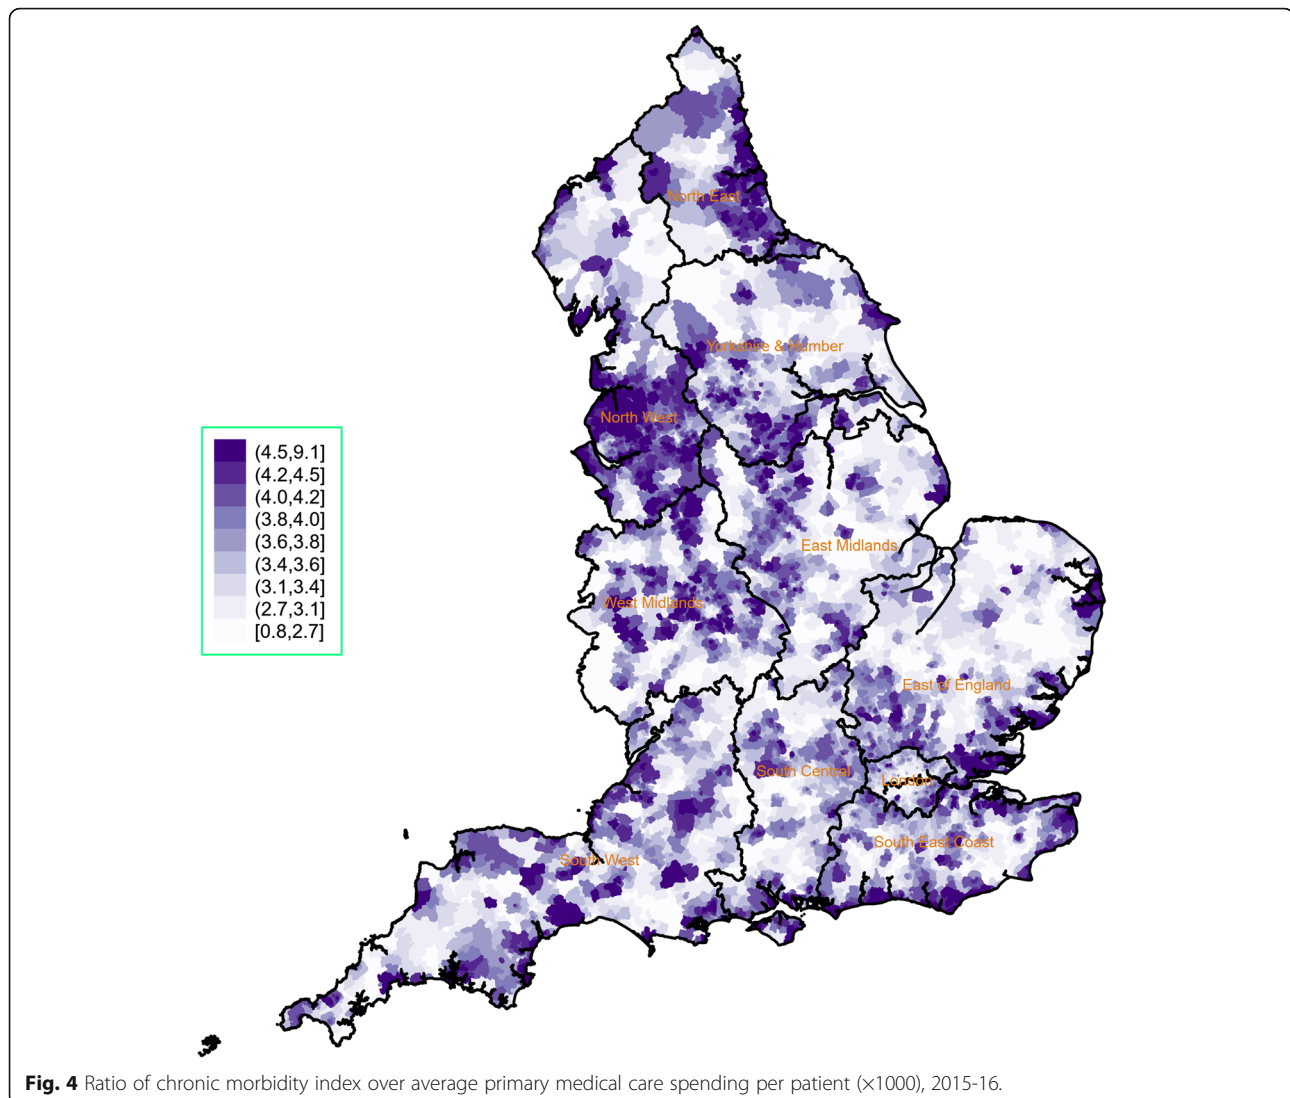 North East
Yorkshire & Humber
North West
(4.5,9.1]
(4.2,4.5]
(4.0,4.2]
(3.8,4.0]
(3.6,3.8]
(3.4,3.6]
(3.1,3.4]
(2.7,3.1]
[0.8,2.7]
East Midlands
West Midlands
East of England
South Central
London
South East Coast
South West
Fig. 4 Ratio of chronic morbidity index over average primary medical care spending per patient (×1000), 2015-16.